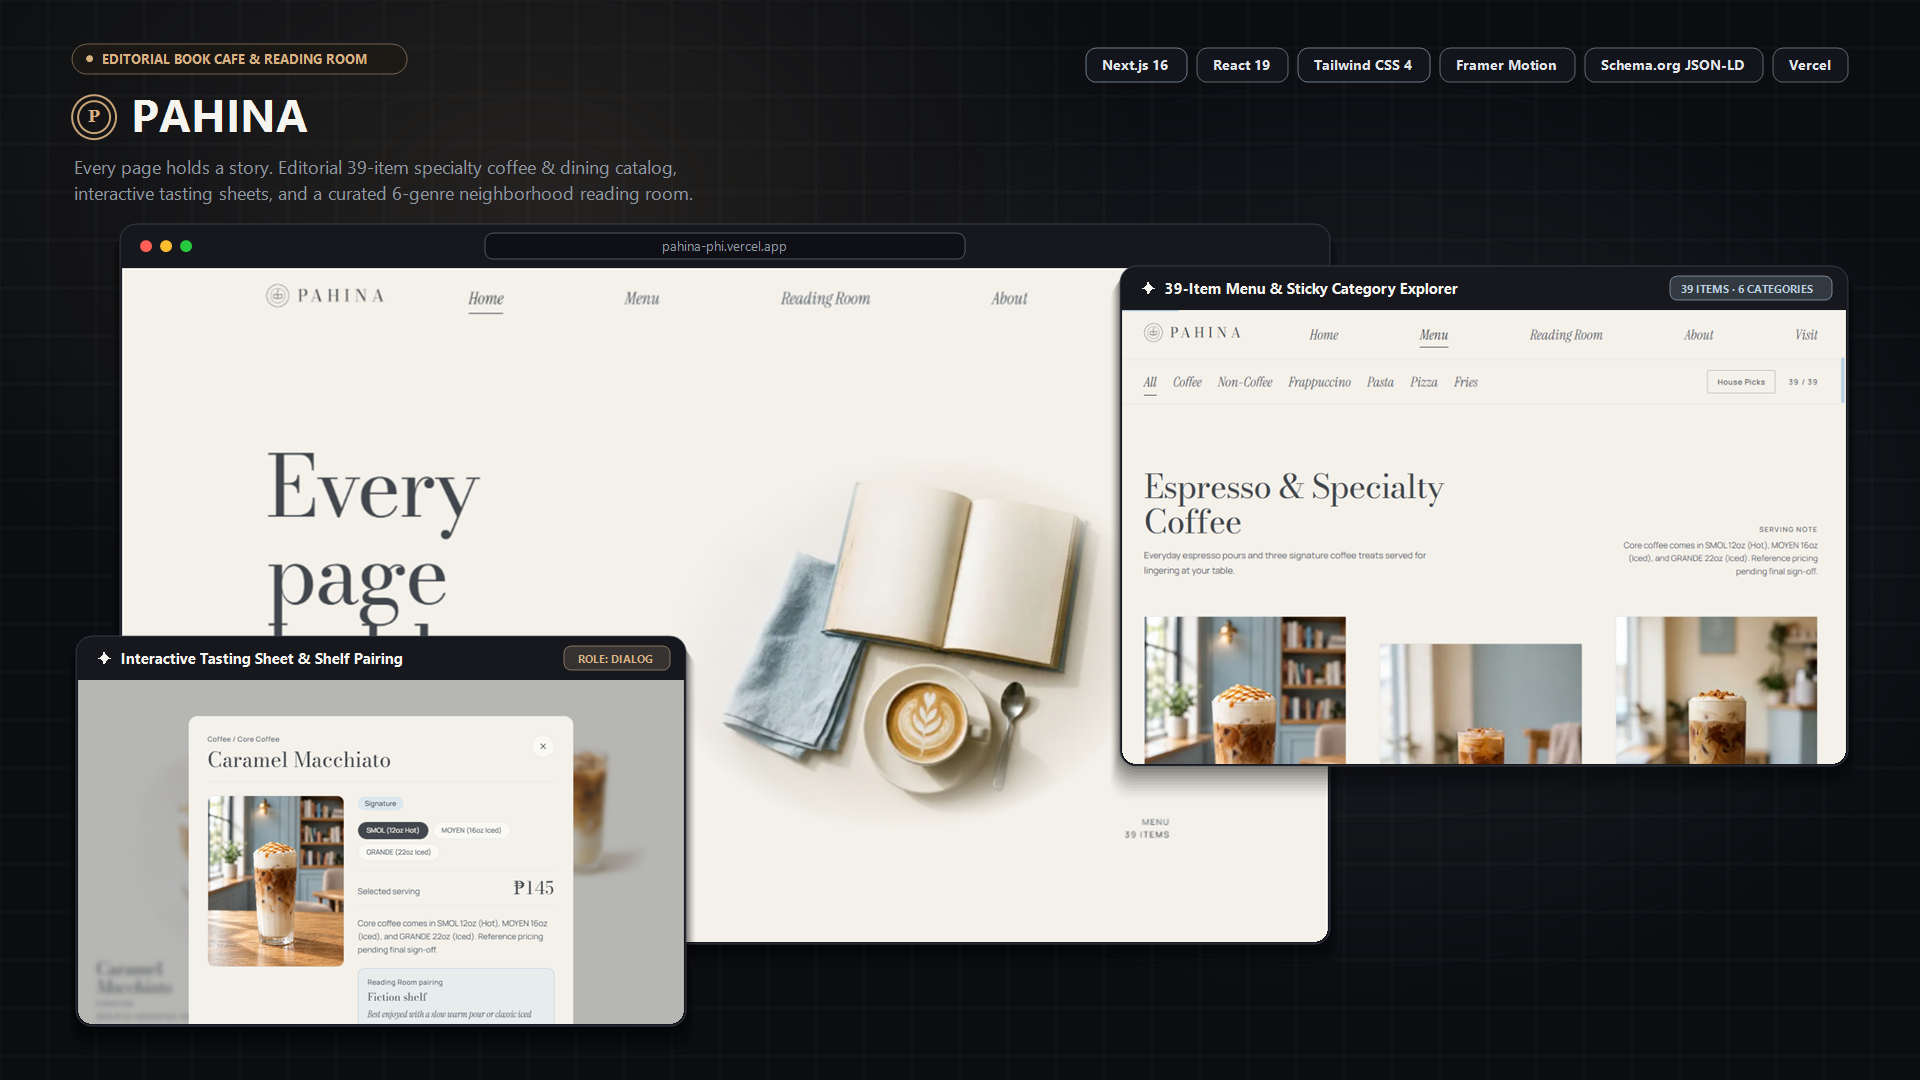 EDITORIAL BOOK CAFE & READING ROOM
P
PAHINA
Every page holds a story. Editorial 39-item specialty coffee & dining catalog,
interactive tasting sheets, and a curated 6-genre neighborhood reading room.
Next.js 16
React 19
Tailwind CSS 4
Framer Motion
Schema.org JSON-LD
Vercel
pahina-phi.vercel.app
PAHINA
Home
Menu
Reading Room
About
Every
page
MENU
39 ITEMS
39-Item Menu & Sticky Category Explorer
39 ITEMS · 6 CATEGORIES
PAHINA
Home
Menu
Reading Room
About
Visit
All
Coffee
Non-Coffee
Frappuccino
Pasta
Pizza
Fries
House Picks
39 / 39
Espresso & Specialty
Coffee
Everyday espresso pours and three signature coffee treats served for
lingering at your table.
SERVING NOTE
Core coffee comes in SMOL 12oz (Hot), MOYEN 16oz
(Iced), and GRANDE 22oz (Iced). Reference pricing
pending final sign-off.
Interactive Tasting Sheet & Shelf Pairing
ROLE: DIALOG
Coffee / Core Coffee
Caramel Macchiato
×
Signature
SMOL (12oz Hot)
MOYEN (16oz Iced)
GRANDE (22oz Iced)
Selected serving
₱145
Core coffee comes in SMOL 12oz (Hot), MOYEN 16oz
(Iced), and GRANDE 22oz (Iced). Reference pricing
pending final sign-off.
Reading Room pairing
Fiction shelf
Best enjoyed with a slow warm pour or classic iced
Caramel
Macchiato